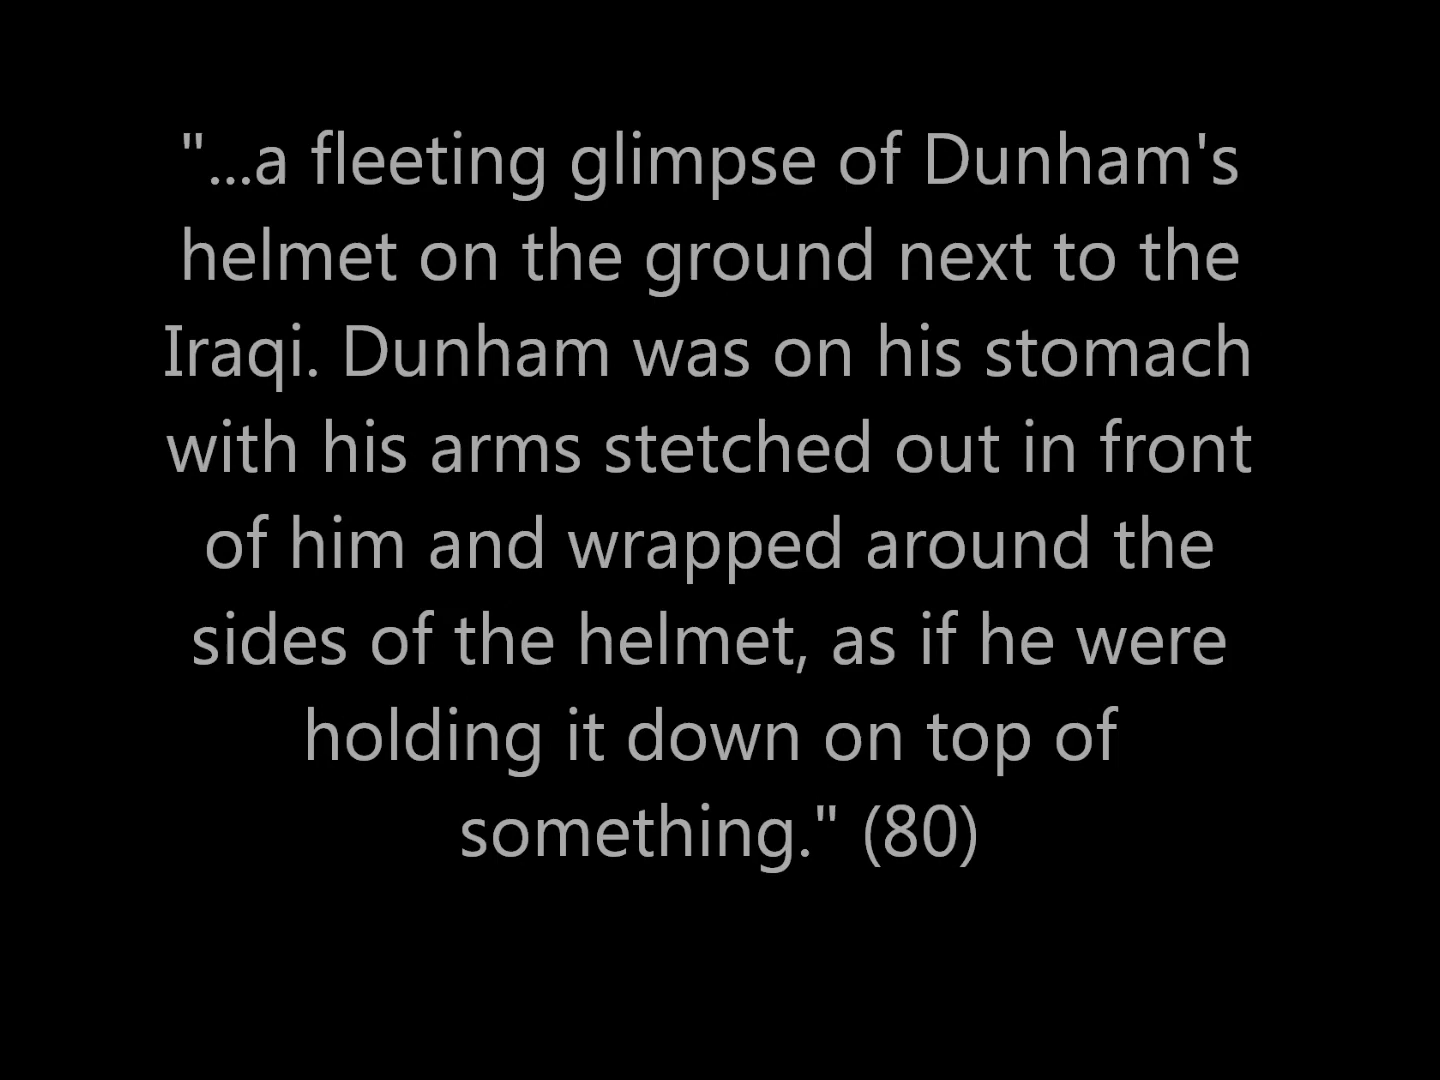 "...a fleeting glimpse of Dunham's
helmet on the ground next to the
Iraqi. Dunham was on his stomach
with his arms stetched out in front
of him and wrapped around the
sides of the helmet, as if he were
holding it down on top of
something." (80)